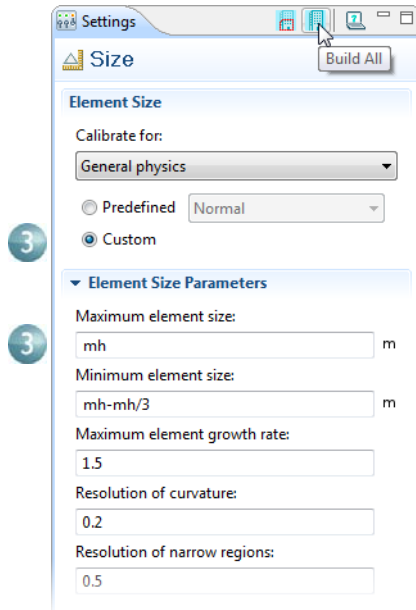 Settings
Size
Build All
Element Size
Calibrate for:
General physics
Predefined Normal
3 Custom
Element Size Parameters
Maximum element size:
3 mh m
Minimum element size:
mh-mh/3 m
Maximum element growth rate:
1.5
Resolution of curvature:
0.2
Resolution of narrow regions:
0.5